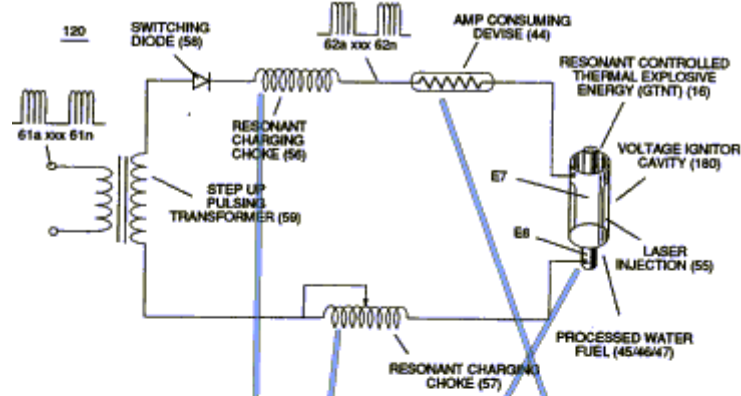 120
SWITCHING
DIODE (58)
62a xxx 62n
AMP CONSUMING
DEVISE (44)
RESONANT CONTROLLED
THERMAL EXPLOSIVE
ENERGY (GTNT) (16)
61a xxx 61n
RESONANT
CHARGING
CHOKE (56)
VOLTAGE IGNITOR
CAVITY (180)
E7
STEP UP
PULSING
TRANSFORMER (59)
E8
LASER
INJECTION (55)
PROCESSED WATER
FUEL (45/46/47)
RESONANT CHARGING
CHOKE (57)